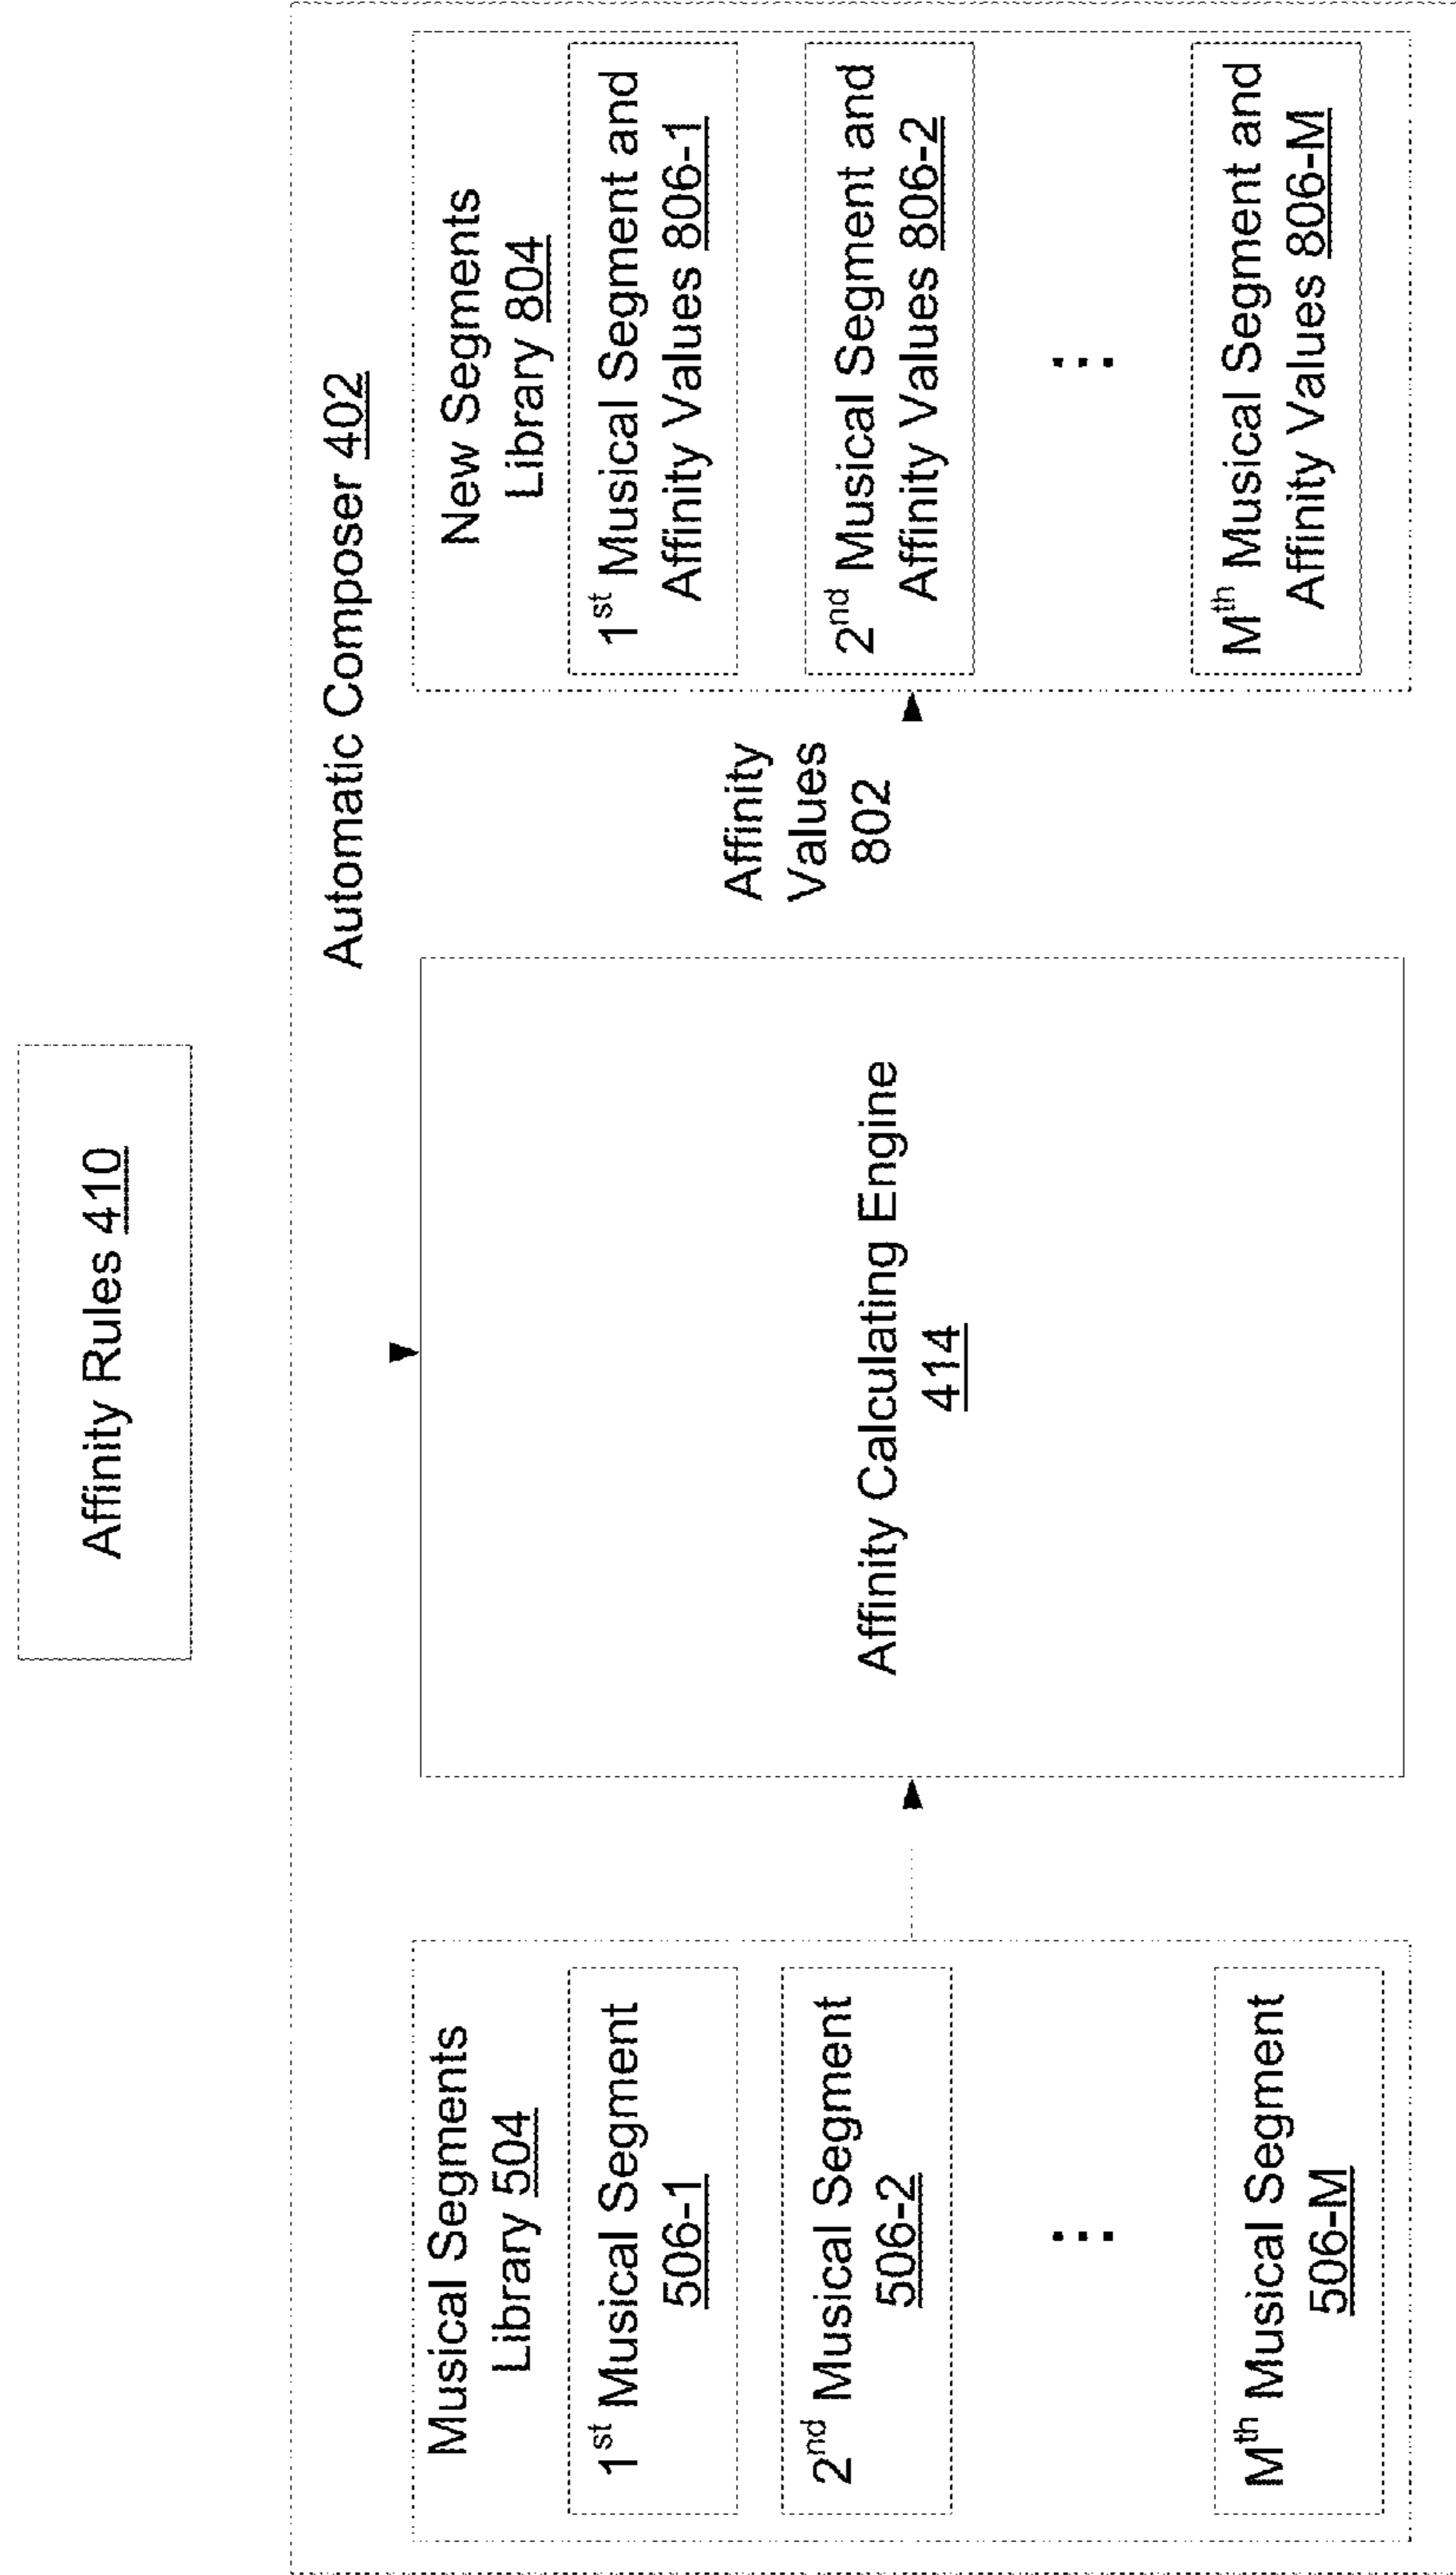 Affinity Rules 410
Automatic Composer 402
Musical Segments
Library 504
1st Musical Segment
506-1
2nd Musical Segment
506-2
⋮
Mth Musical Segment
506-M
Affinity Calculating Engine
414
Affinity
Values
802
New Segments
Library 804
1st Musical Segment and
Affinity Values 806-1
2nd Musical Segment and
Affinity Values 806-2
⋮
Mth Musical Segment and
Affinity Values 806-M